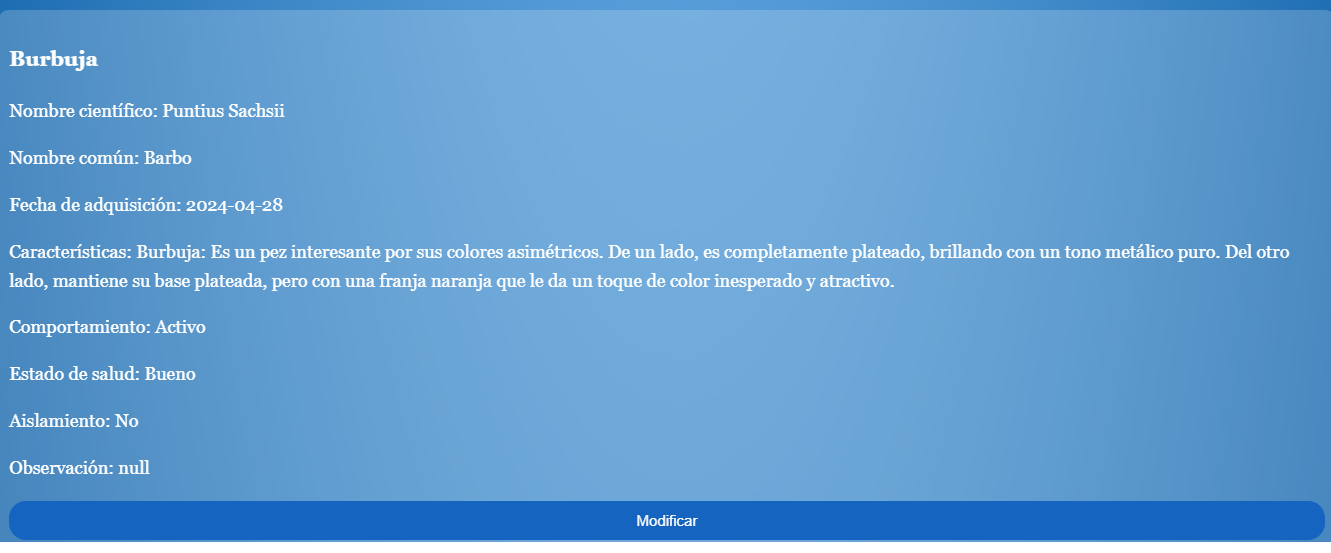 Burbuja
Nombre científico: Puntius Sachsii
Nombre común: Barbo
Fecha de adquisición: 2024-04-28
Características: Burbuja: Es un pez interesante por sus colores asimétricos. De un lado, es completamente plateado, brillando con un tono metálico puro. Del otro
lado, mantiene su base plateada, pero con una franja naranja que le da un toque de color inesperado y atractivo.
Comportamiento: Activo
Estado de salud: Bueno
Aislamiento: No
Observación: null
Modificar